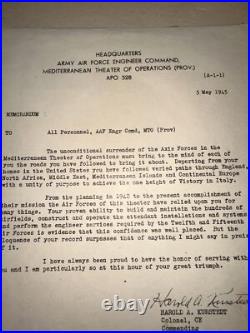 HEADQUARTERS
ARMY AIR FORCE ENGINEER COMMAND,
MEDITERRANEAN THEATER OF OPERATIONS (PROV.)
APO 528
(A-1-1)
5 May 1945
MEMORANDUM
TO All Personnel, AAF Engr Comd, MTO (Prov)
The unconditional surrender of the Axis Forces in the
Mediterranean Theater of Operations must bring to the mind of each of
you the roads you have followed to bring it about. Departing from your
homes in the United States you have followed varied paths through England,
North Africa, Middle East, Mediterranean Islands and Continental Europe
with a unity of purpose to achieve the one height of Victory in Italy.
From the planning in 1942 to the present accomplishment of
their mission the Air Forces of this theater have relied upon you for
many things. Your proven ability to build and maintain the hundreds of
irfields, construct and operate the attendant installations and systems
nd perform the engineer services required by the Twelfth and Fifteenth
ir Forces is evidence that this confidence was well placed. But the
loquence of your record surpasses that of anything I might say in praise
f it.
I have always been proud to have the honor of serving with
ou and I am particularly so at this hour of your great triumph.
Harold A. Kurstedt
HAROLD A. KURSTEDT
Colonel, CE
Commanding